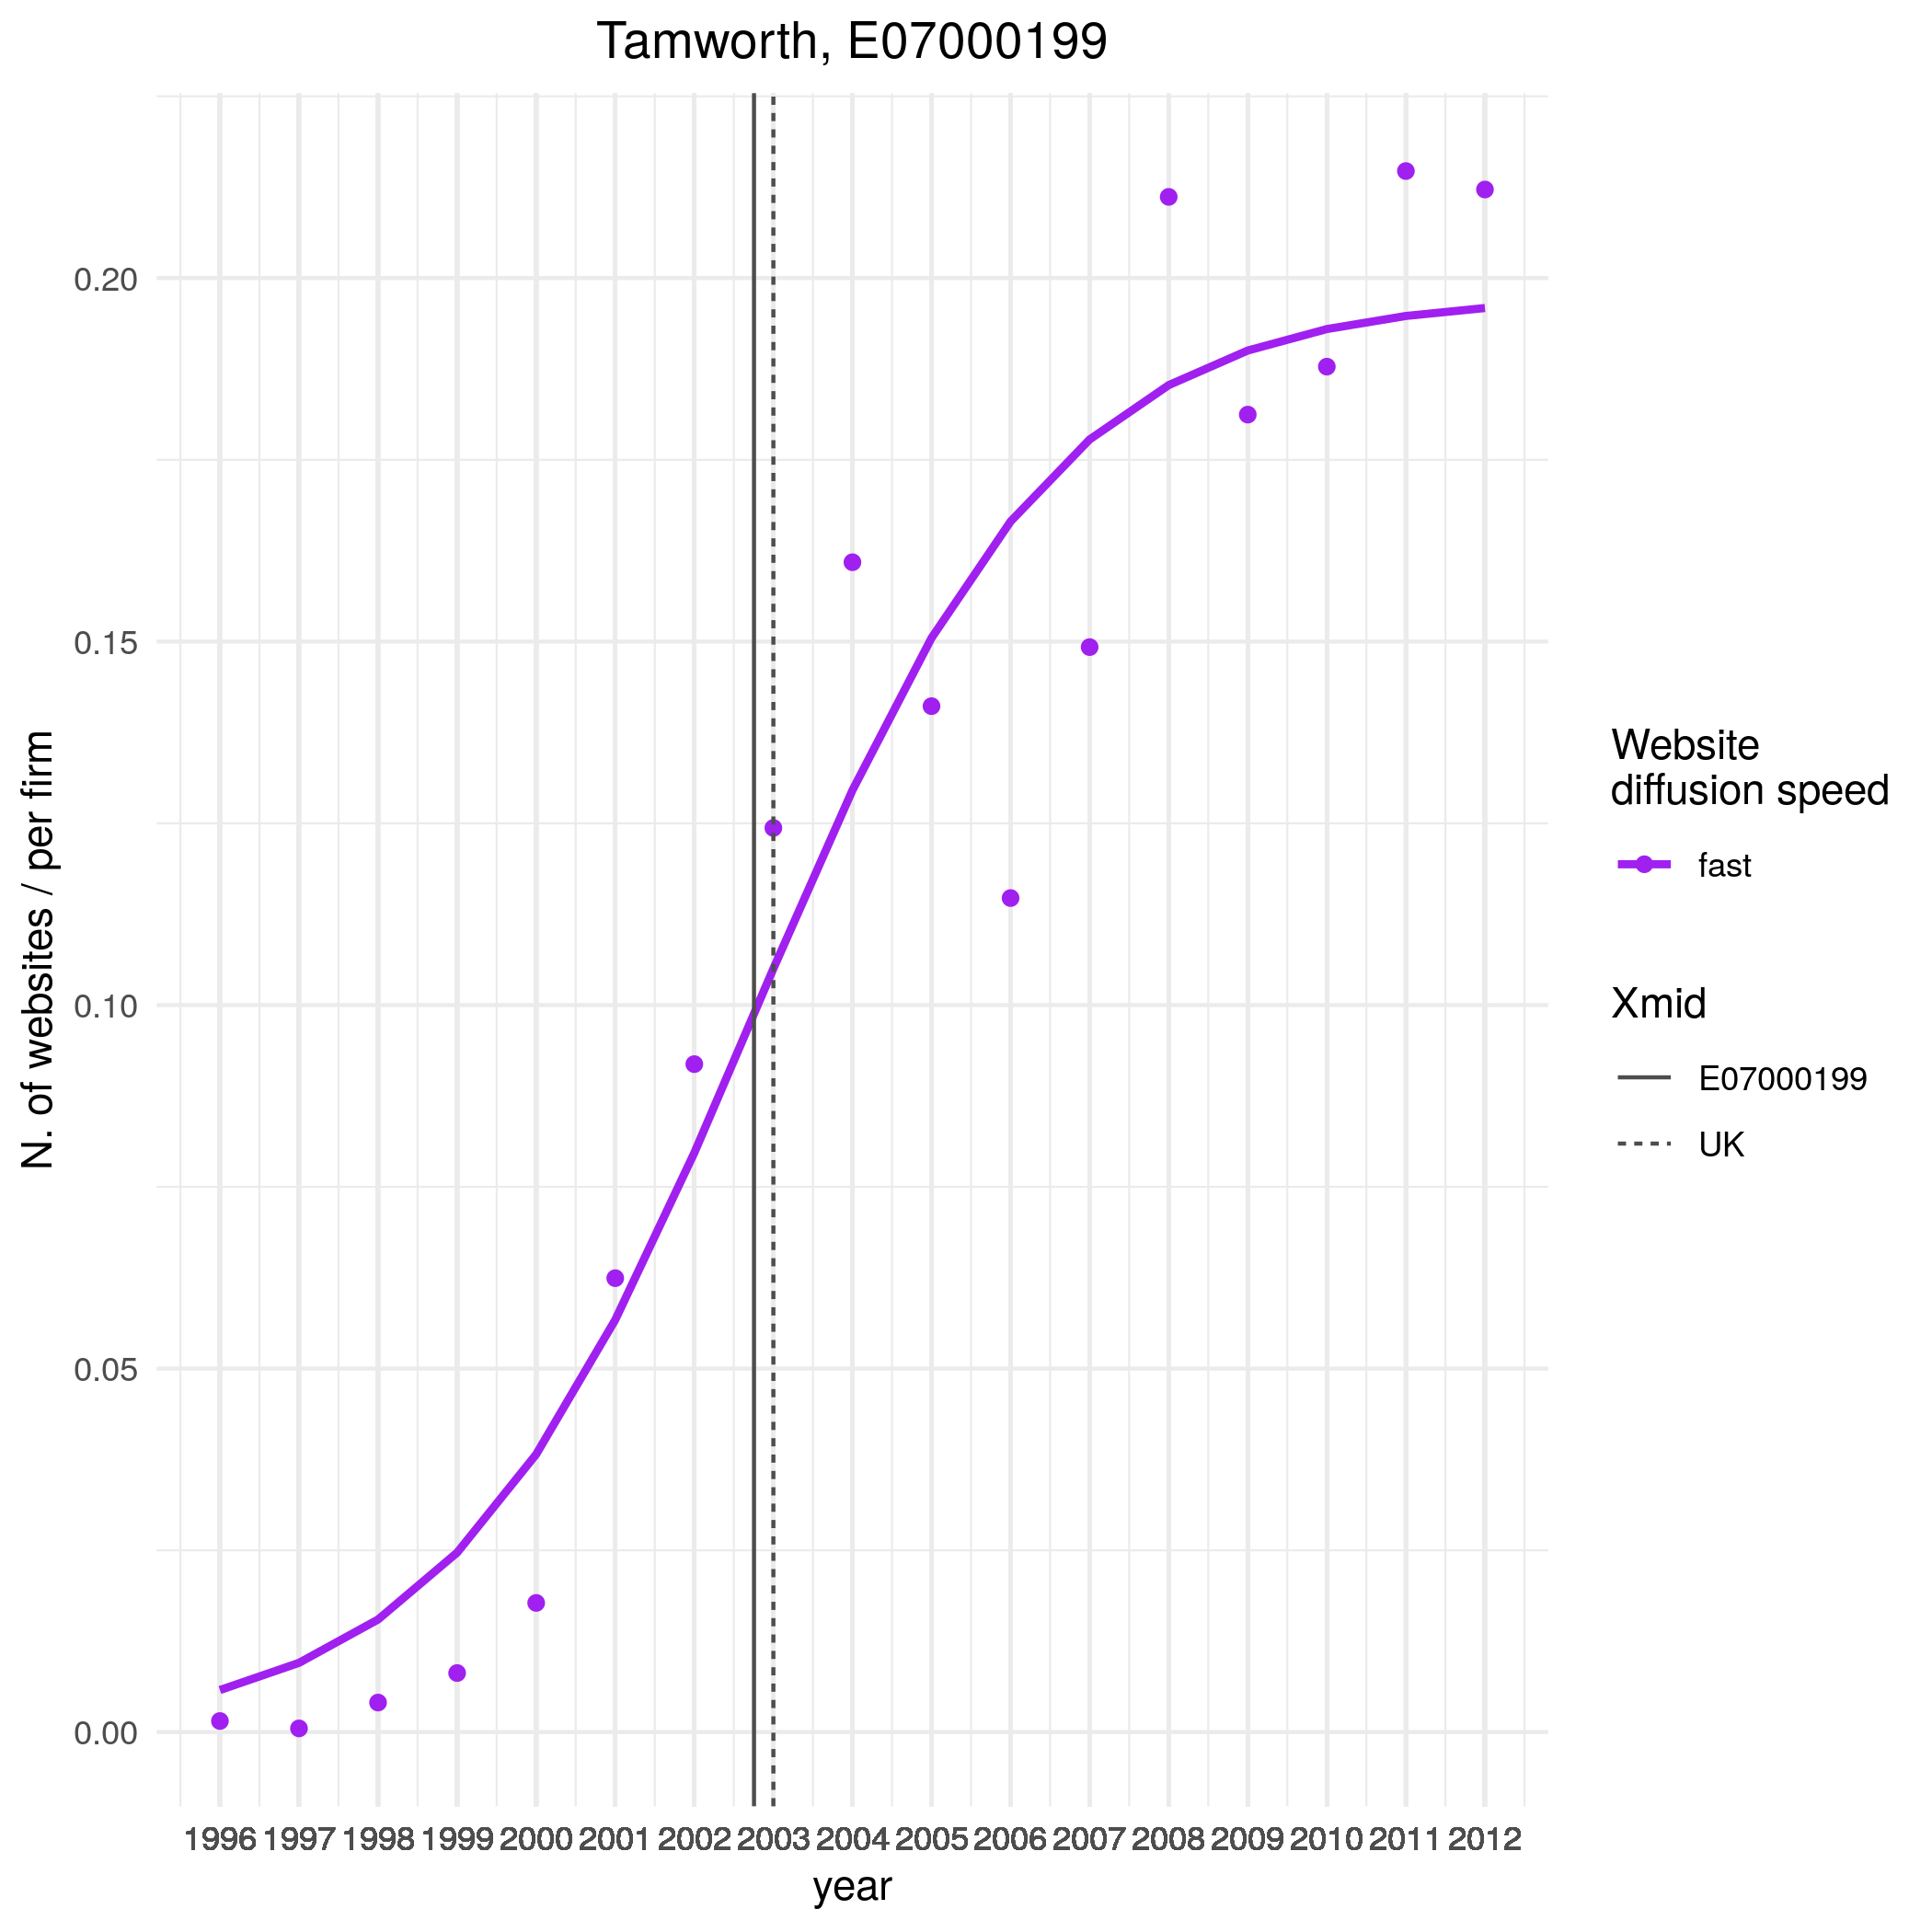 Tamworth, E07000199
N. of websites / per firm
0.20
0.15
0.10
0.05
0.00
1996 1997 1998 1999 2000 2001 2002 2003 2004 2005 2006 2007 2008 2009 2010 2011 2012
year
Website
diffusion speed
fast
Xmid
E07000199
UK